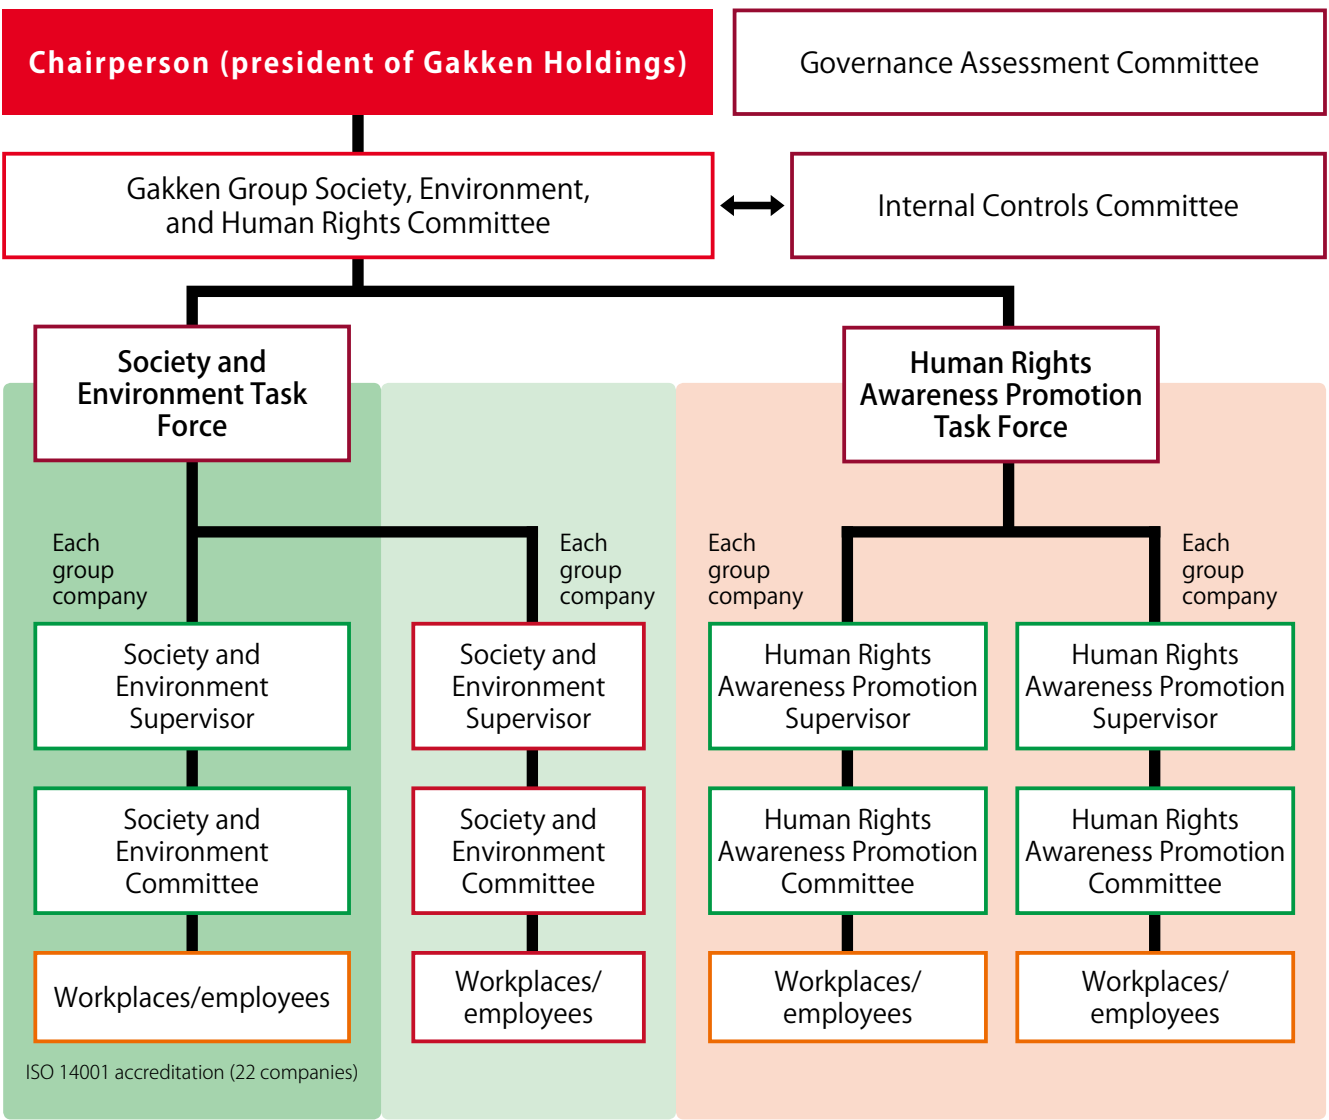 Chairperson (president of Gakken Holdings)
Governance Assessment Committee
Gakken Group Society, Environment,
and Human Rights Committee
Internal Controls Committee
Society and
Environment Task
Force
Human Rights
Awareness Promotion
Task Force
Each
group
company
Each
group
company
Each
group
company
Each
group
company
Society and
Environment
Supervisor
Society and
Environment
Supervisor
Human Rights
Awareness Promotion
Supervisor
Human Rights
Awareness Promotion
Supervisor
Society and
Environment
Committee
Society and
Environment
Committee
Human Rights
Awareness Promotion
Committee
Human Rights
Awareness Promotion
Committee
Workplaces/employees
Workplaces/
employees
Workplaces/
employees
Workplaces/
employees
ISO 14001 accreditation (22 companies)